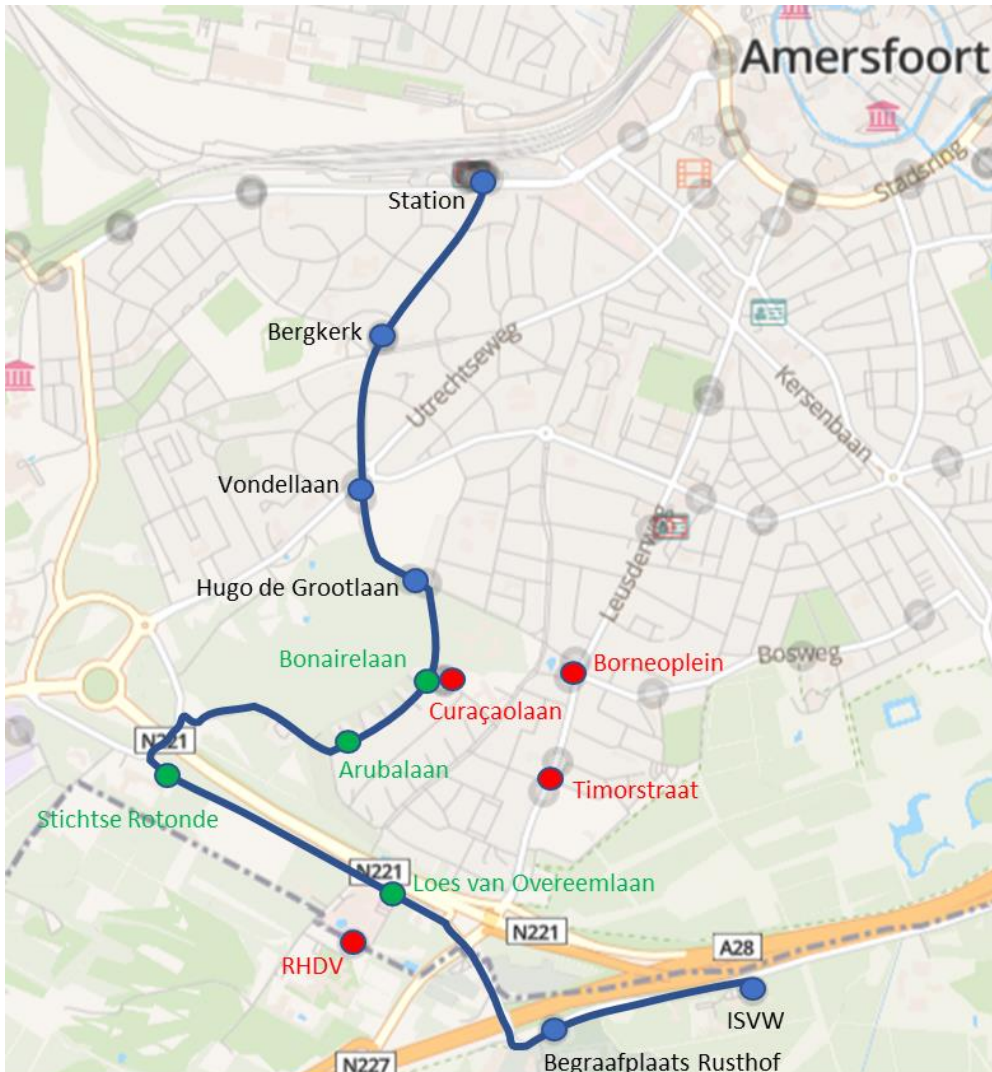 Amersfoort
Stadsring
Station
Bergkerk
Utrechtseweg
Kersenbaan
Vondellaan
Leusderweg
Hugo de Grootlaan
Bonairelaan
Borneoplein
Bosweg
Curaçaolaan
N221
Arubalaan
Timorstraat
Stichtse Rotonde
N221
Loes van Overeemlaan
N221
A28
RHDV
ISVW
Begraafplaats Rusthof
N227